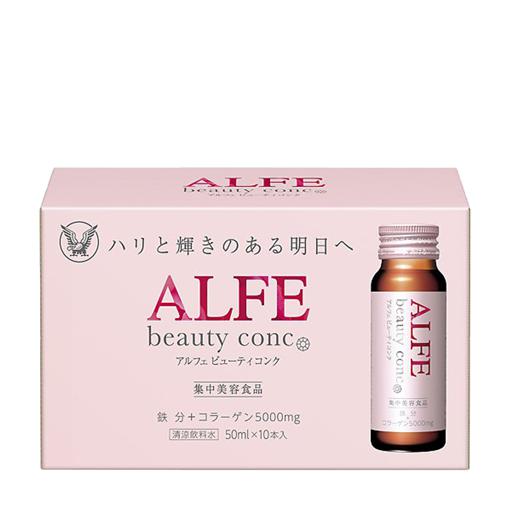 ALFE
beauty conc
ハリと輝きのある明日へ
ALFE
beauty conc
アルフェ ビューティコンク
集中美容食品
鉄 分+コラーゲン5000mg
清涼飲料水 50ml×10本入
ALFE
beauty conc
アルフェ ビューティコンク
集中美容食品
鉄 分
+
コラーゲン5000mg